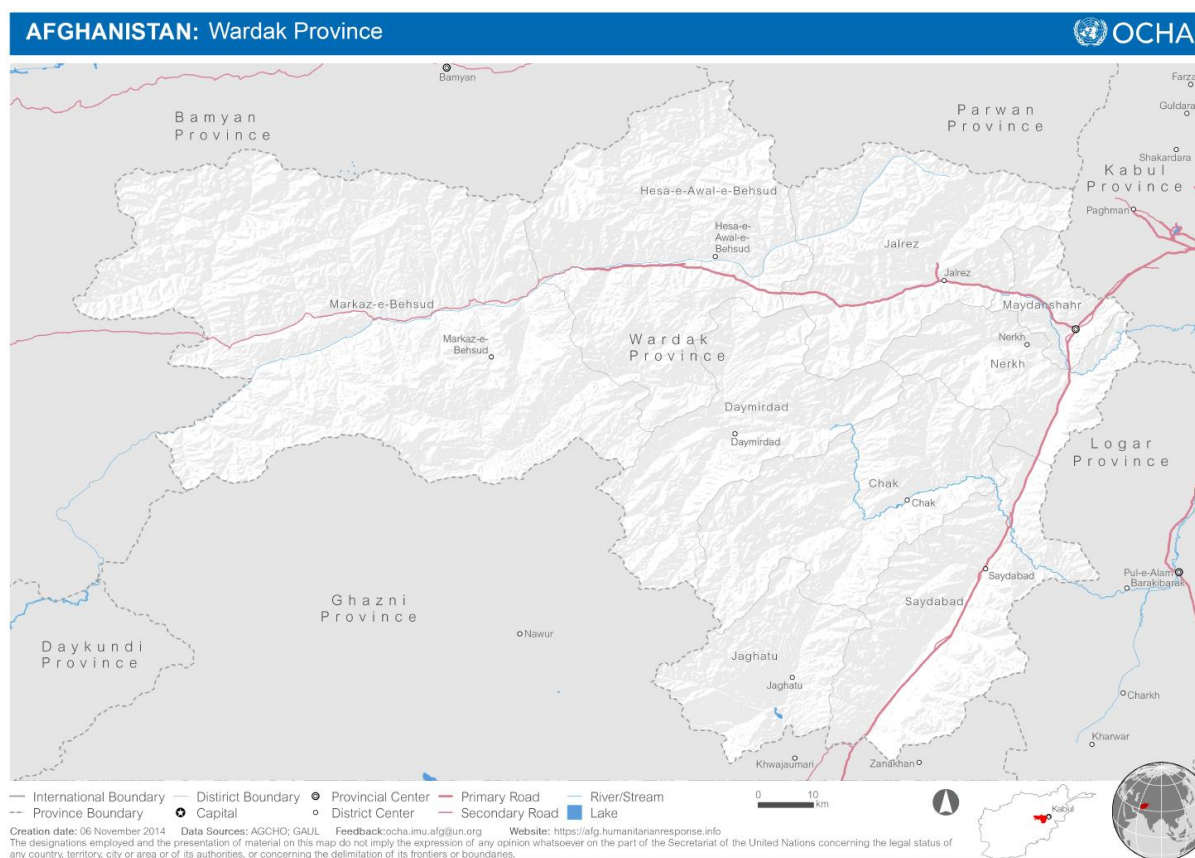 AFGHANISTAN: Wardak Province
OCHA
Bamyan
Farza
Guldara
Bamyan
Province
Parwan
Province
Shakardara
Kabul
Province
Hesa-e-Awal-e-Behsud
Paghman
Hesa-e-
Awal-e-
Behsud
Jalrez
Jalrez
Markaz-e-Behsud
Maydanshahr
Markaz-e-
Behsud
Wardak
Province
Nerkh
Nerkh
Daymirdad
Daymirdad
Logar
Province
Chak
Chak
Saydabad
Pul-e-Alam
Barakibarak
Ghazni
Province
Saydabad
Nawur
Daykundi
Province
Jaghatu
Jaghatu
Charkh
Kharwar
Khwajaumari
Zanakhan
International Boundary
District Boundary
Provincial Center
Primary Road
River/Stream
0 10
km
Province Boundary
Capital
District Center
Secondary Road
Lake
Kabul
Creation date: 06 November 2014 Data Sources: AGCHO; GAUL Feedback:ocha.imu.afg@un.org Website: https://afg.humanitarianresponse.info
The designations employed and the presentation of material on this map do not imply the expression of any opinion whatsoever on the part of the Secretariat of the United Nations concerning the legal status of
any country, territory, city or area or of its authorities, or concerning the delimitation of its frontiers or boundaries.